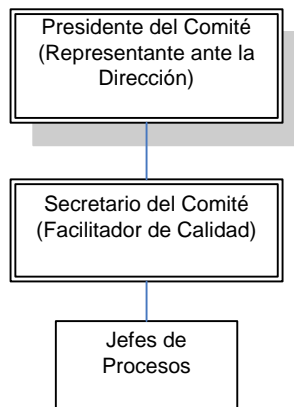 Presidente del Comité
(Representante ante la
Dirección)
Secretario del Comité
(Facilitador de Calidad)
Jefes de
Procesos